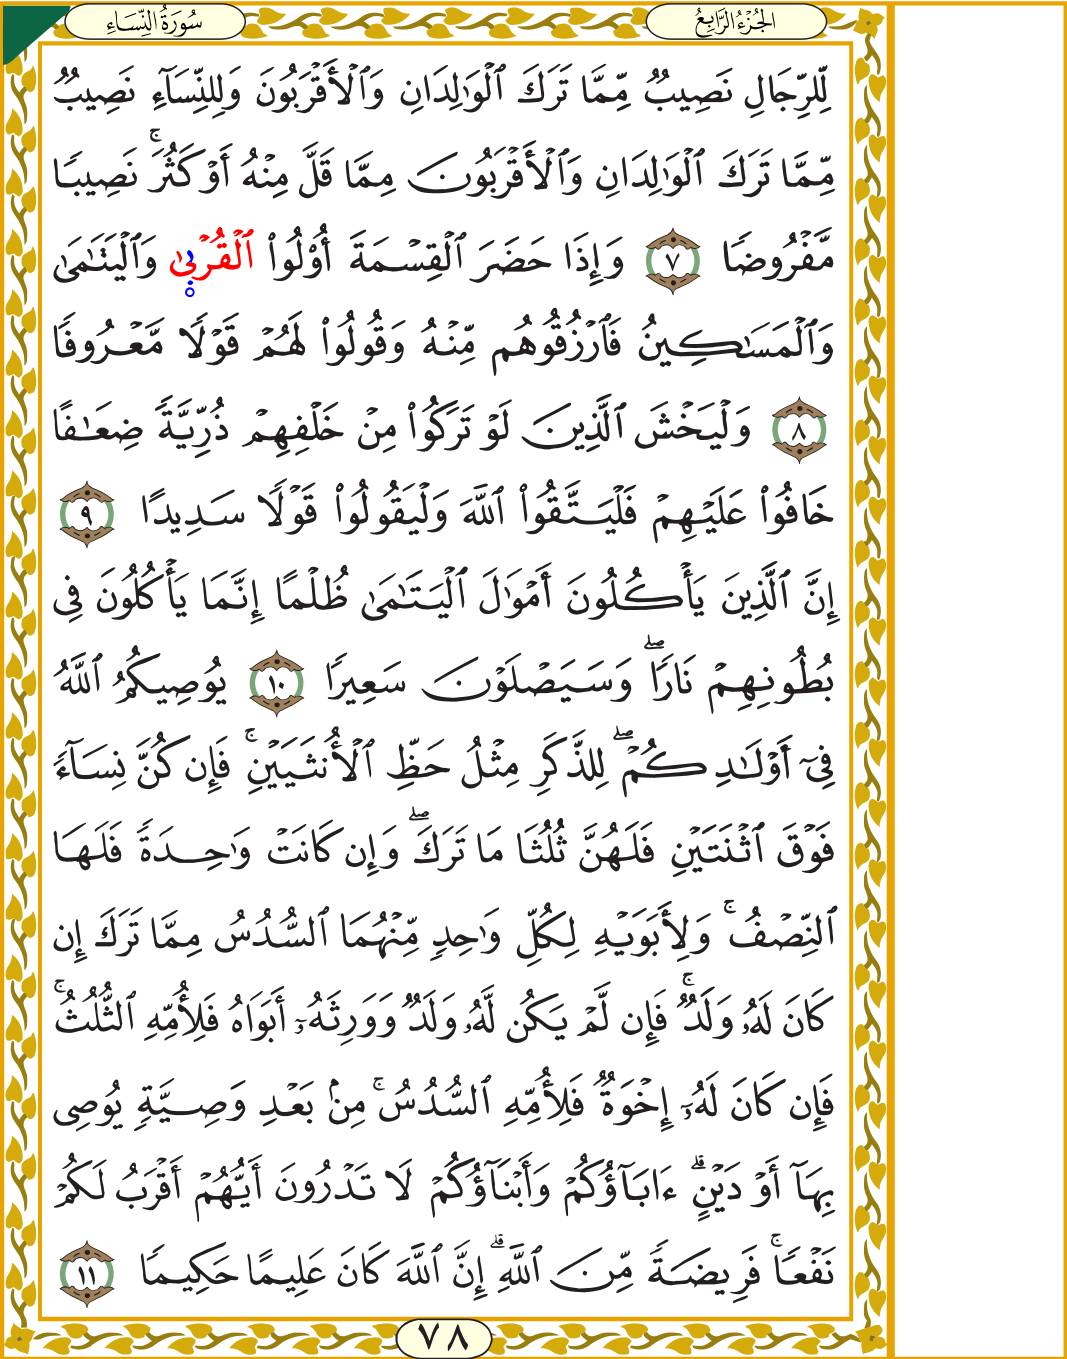 الجُزْءُ الرَّابِعُ
سُورَةُ النِّسَاءِ
لِّلرِّجَالِ نَصِيبٌ مِّمَّا تَرَكَ ٱلْوَٰلِدَانِ وَٱلْأَقْرَبُونَ وَلِلنِّسَآءِ نَصِيبٌ
مِّمَّا تَرَكَ ٱلْوَٰلِدَانِ وَٱلْأَقْرَبُونَ مِمَّا قَلَّ مِنْهُ أَوْ كَثُرَۚ نَصِيبًا
مَّفْرُوضًا ٧ وَإِذَا حَضَرَ ٱلْقِسْمَةَ أُوْلُواْ ٱلْقُرْبَىٰ وَٱلْيَتَٰمَىٰ
وَٱلْمَسَٰكِينُ فَٱرْزُقُوهُم مِّنْهُ وَقُولُواْ لَهُمْ قَوْلًا مَّعْرُوفًا
٨ وَلْيَخْشَ ٱلَّذِينَ لَوْ تَرَكُواْ مِنْ خَلْفِهِمْ ذُرِّيَّةً ضِعَٰفًا
خَافُواْ عَلَيْهِمْ فَلْيَتَّقُواْ ٱللَّهَ وَلْيَقُولُواْ قَوْلًا سَدِيدًا ٩
إِنَّ ٱلَّذِينَ يَأْكُلُونَ أَمْوَٰلَ ٱلْيَتَٰمَىٰ ظُلْمًا إِنَّمَا يَأْكُلُونَ فِى
بُطُونِهِمْ نَارًاۖ وَسَيَصْلَوْنَ سَعِيرًا ١٠ يُوصِيكُمُ ٱللَّهُ
فِىٓ أَوْلَٰدِكُمْۖ لِلذَّكَرِ مِثْلُ حَظِّ ٱلْأُنثَيَيْنِۚ فَإِن كُنَّ نِسَآءً
فَوْقَ ٱثْنَتَيْنِ فَلَهُنَّ ثُلُثَا مَا تَرَكَۖ وَإِن كَانَتْ وَٰحِدَةً فَلَهَا
ٱلنِّصْفُۚ وَلِأَبَوَيْهِ لِكُلِّ وَٰحِدٍ مِّنْهُمَا ٱلسُّدُسُ مِمَّا تَرَكَ إِن
كَانَ لَهُۥ وَلَدٌۚ فَإِن لَّمْ يَكُن لَّهُۥ وَلَدٌ وَوَرِثَهُۥٓ أَبَوَاهُ فَلِأُمِّهِ ٱلثُّلُثُۚ
فَإِن كَانَ لَهُۥٓ إِخْوَةٌ فَلِأُمِّهِ ٱلسُّدُسُۚ مِنۢ بَعْدِ وَصِيَّةٍ يُوصِى
بِهَآ أَوْ دَيْنٍۗ ءَابَآؤُكُمْ وَأَبْنَآؤُكُمْ لَا تَدْرُونَ أَيُّهُمْ أَقْرَبُ لَكُمْ
نَفْعًاۚ فَرِيضَةً مِّنَ ٱللَّهِۗ إِنَّ ٱللَّهَ كَانَ عَلِيمًا حَكِيمًا ١١
٧٨